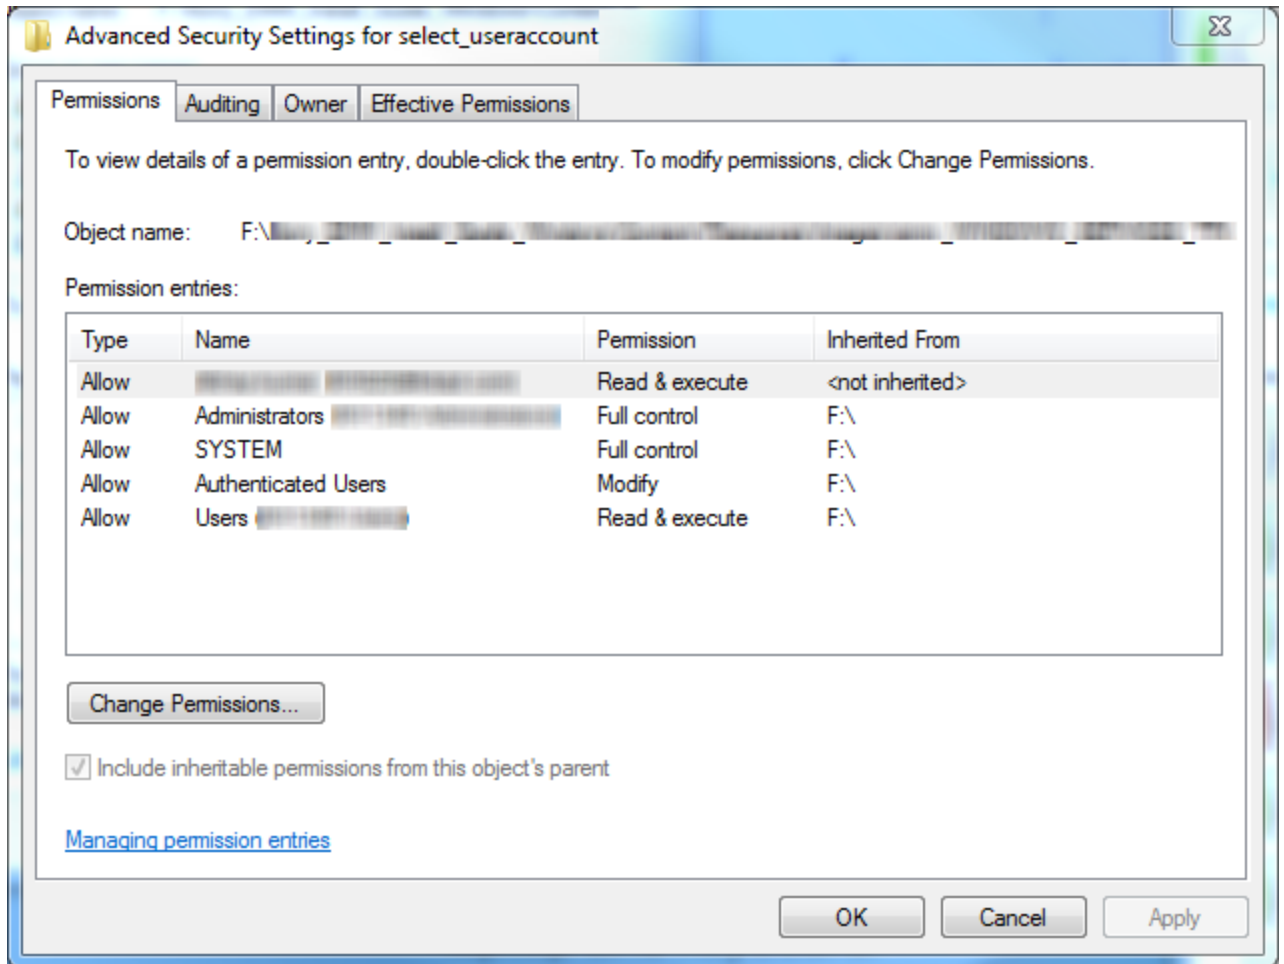 Advanced Security Settings for select_useraccount
Permissions Auditing Owner Effective Permissions
To view details of a permission entry, double-click the entry. To modify permissions, click Change Permissions.
Object name: F:\
Permission entries:
Type Name Permission Inherited From
Allow Read & execute <not inherited>
Allow Administrators Full control F:\
Allow SYSTEM Full control F:\
Allow Authenticated Users Modify F:\
Allow Users Read & execute F:\
Change Permissions...
Include inheritable permissions from this object's parent
Managing permission entries
OK Cancel Apply